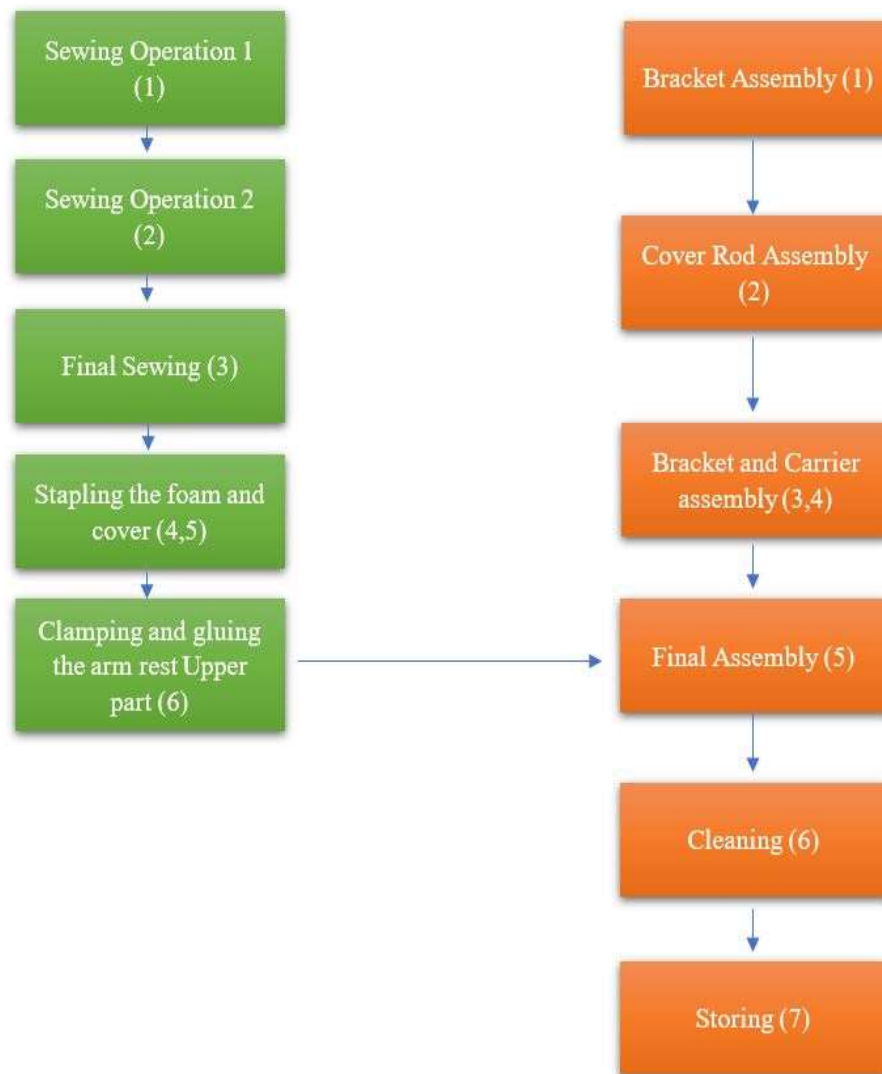 Sewing Operation 1
(1)
Sewing Operation 2
(2)
Final Sewing (3)
Stapling the foam and
cover (4,5)
Clamping and gluing
the arm rest Upper
part (6)
Bracket Assembly (1)
Cover Rod Assembly
(2)
Bracket and Carrier
assembly (3,4)
Final Assembly (5)
Cleaning (6)
Storing (7)